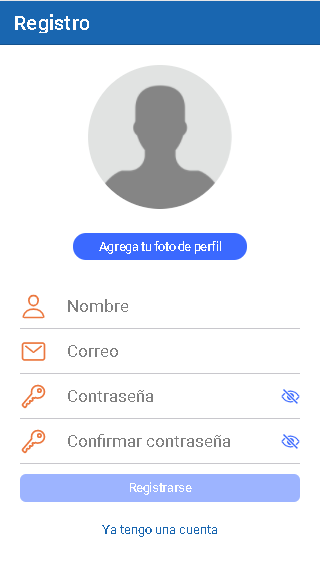 Registro
Agrega tu foto de perfil
Nombre
Correo
Contraseña
Confirmar contraseña
Registrarse
Ya tengo una cuenta